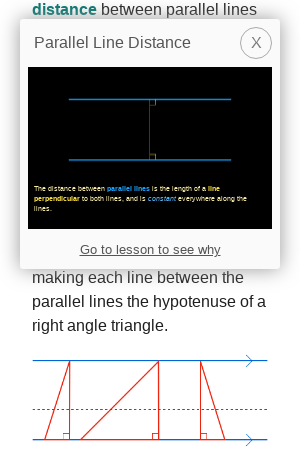 distance between parallel lines
Parallel Line Distance
X
The distance between parallel lines is the length of a line
perpendicular to both lines, and is constant everywhere along the
lines.
Go to lesson to see why
making each line between the
parallel lines the hypotenuse of a
right angle triangle.